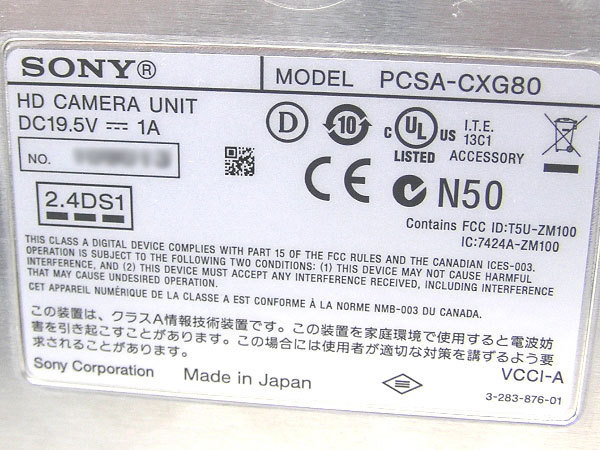 SONY®
MODEL PCSA-CXG80
HD CAMERA UNIT
DC19.5V ⎓ 1A
NO.
2.4DS1
D
10
C UL US
LISTED
I.T.E.
13C1
ACCESSORY
CE
N50
Contains FCC ID:T5U-ZM100
IC:7424A-ZM100
THIS CLASS A DIGITAL DEVICE COMPLIES WITH PART 15 OF THE FCC RULES AND THE CANADIAN ICES-003.
OPERATION IS SUBJECT TO THE FOLLOWING TWO CONDITIONS: (1) THIS DEVICE MAY NOT CAUSE HARMFUL
INTERFERENCE, AND (2) THIS DEVICE MUST ACCEPT ANY INTERFERENCE RECEIVED, INCLUDING INTERFERENCE
THAT MAY CAUSE UNDESIRED OPERATION.
CET APPAREIL NUMÉRIQUE DE LA CLASSE A EST CONFORME À LA NORME NMB-003 DU CANADA.
この装置は、クラスA情報技術装置です。この装置を家庭環境で使用すると電波妨
害を引き起こすことがあります。この場合には使用者が適切な対策を講ずるよう要
求されることがあります。
VCCI-A
Sony Corporation
Made in Japan
3-283-876-01